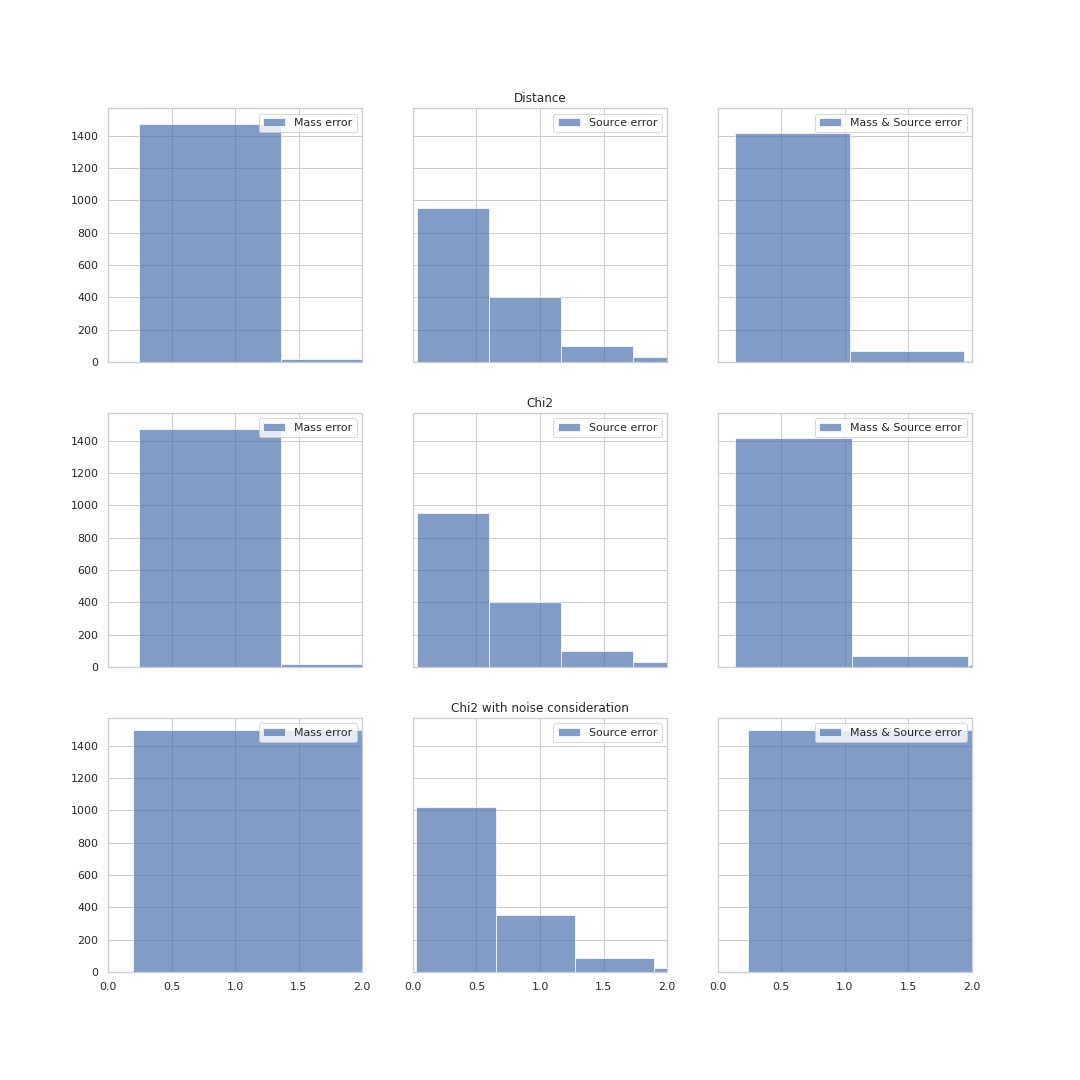 Distance
Mass error
Source error
Mass & Source error
1400
1200
1000
800
600
400
200
0
Chi2
Mass error
Source error
Mass & Source error
1400
1200
1000
800
600
400
200
0
Chi2 with noise consideration
Mass error
Source error
Mass & Source error
1400
1200
1000
800
600
400
200
0
0.0 0.5 1.0 1.5 2.0 0.0 0.5 1.0 1.5 2.0 0.0 0.5 1.0 1.5 2.0